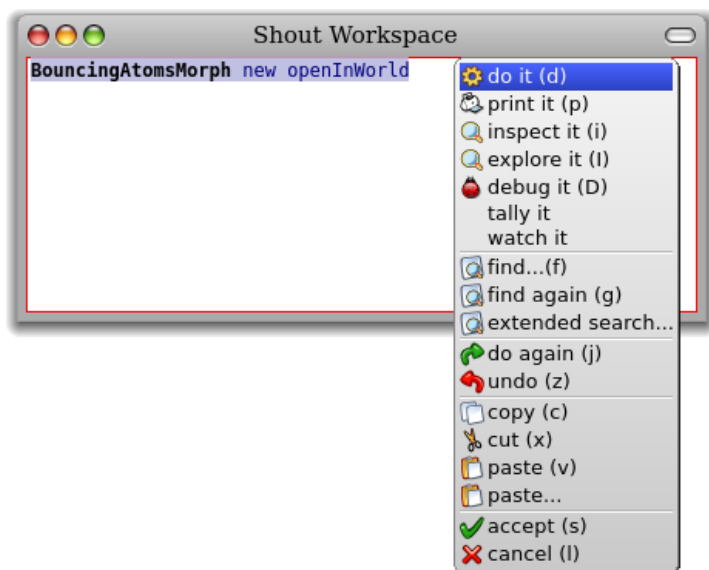 Shout Workspace
BouncingAtomsMorph new openInWorld
do it (d)
print it (p)
inspect it (i)
explore it (I)
debug it (D)
tally it
watch it
find...(f)
find again (g)
extended search...
do again (j)
undo (z)
copy (c)
cut (x)
paste (v)
paste...
accept (s)
cancel (l)